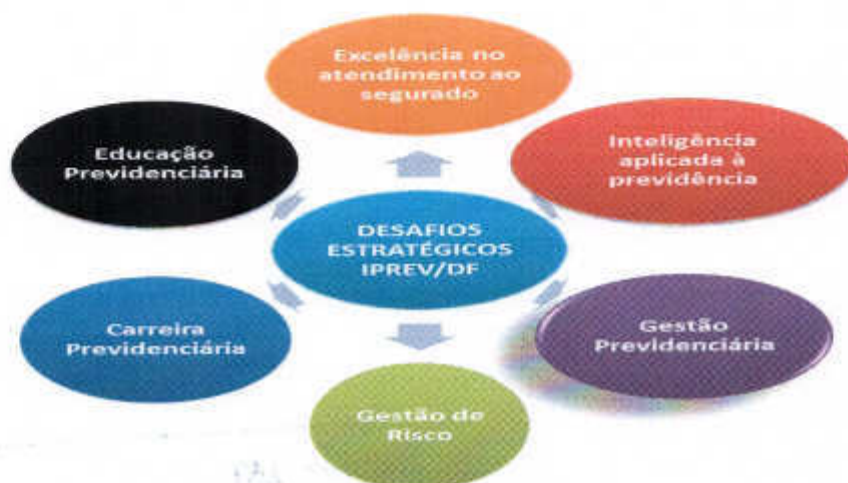 Excelência no
atendimento ao
segurado
Educação
Previdenciária
Inteligência
aplicada à
previdência
DESAFIOS
ESTRATÉGICOS
IPREV/DF
Carreira
Previdenciária
Gestão
Previdenciária
Gestão de
Risco